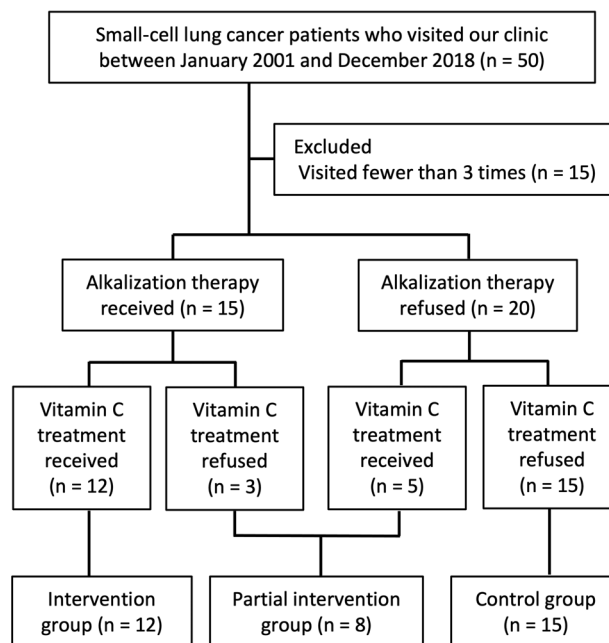 Small-cell lung cancer patients who visited our clinic
between January 2001 and December 2018 (n = 50)
Excluded
Visited fewer than 3 times (n = 15)
Alkalization therapy
received (n = 15)
Alkalization therapy
refused (n = 20)
Vitamin C
treatment
received
(n = 12)
Vitamin C
treatment
refused
(n = 3)
Vitamin C
treatment
received
(n = 5)
Vitamin C
treatment
refused
(n = 15)
Intervention
group (n = 12)
Partial intervention
group (n = 8)
Control group
(n = 15)